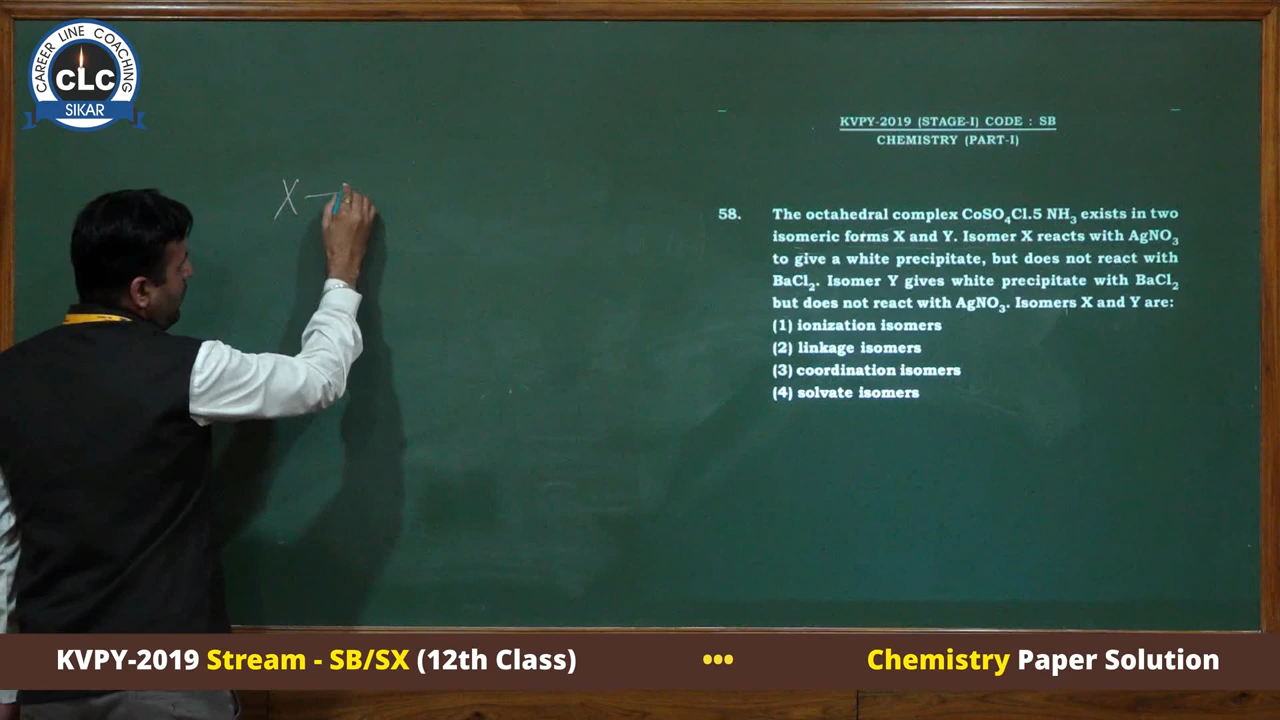 CAREER LINE COACHING
CLC
SIKAR
X –
KVPY-2019 (STAGE-I) CODE : SB
CHEMISTRY (PART-I)
58. The octahedral complex CoSO₄Cl.5 NH₃ exists in two
isomeric forms X and Y. Isomer X reacts with AgNO₃
to give a white precipitate, but does not react with
BaCl₂. Isomer Y gives white precipitate with BaCl₂
but does not react with AgNO₃. Isomers X and Y are:
(1) ionization isomers
(2) linkage isomers
(3) coordination isomers
(4) solvate isomers
KVPY-2019 Stream - SB/SX (12th Class) ••• Chemistry Paper Solution